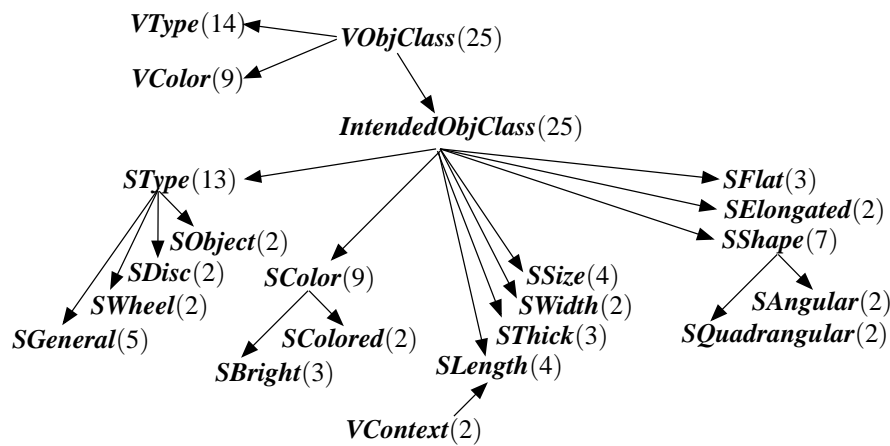 VType(14)
VObjClass(25)
VColor(9)
IntendedObjClass(25)
SType(13)
SFlat(3)
SElongated(2)
SShape(7)
SObject(2)
SDisc(2)
SWheel(2)
SGeneral(5)
SColor(9)
SSize(4)
SWidth(2)
SThick(3)
SLength(4)
SAngular(2)
SQuadrangular(2)
SColored(2)
SBright(3)
VContext(2)